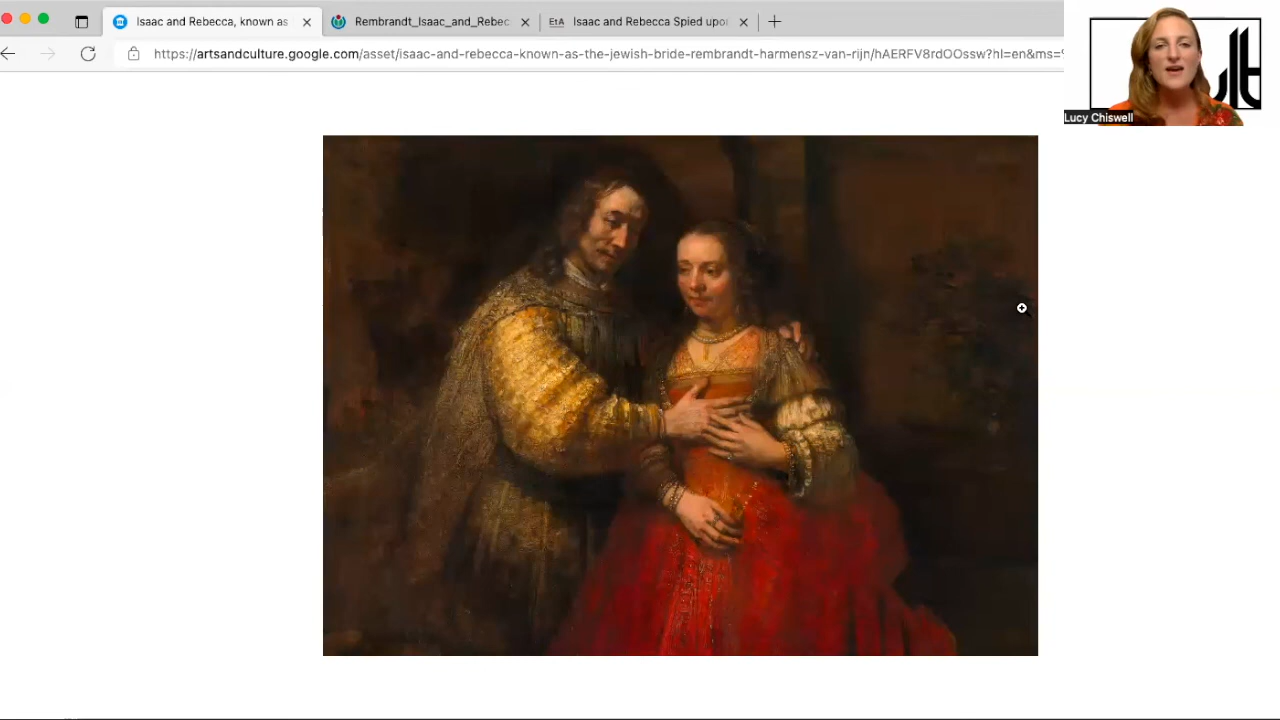 Isaac and Rebecca, known as
Rembrandt_Isaac_and_Rebec
EtA Isaac and Rebecca Spied upo
https://artsandculture.google.com/asset/isaac-and-rebecca-known-as-the-jewish-bride-rembrandt-harmensz-van-rijn/hAERFV8rdOOssw?hl=en&ms=
Lucy Chiswell